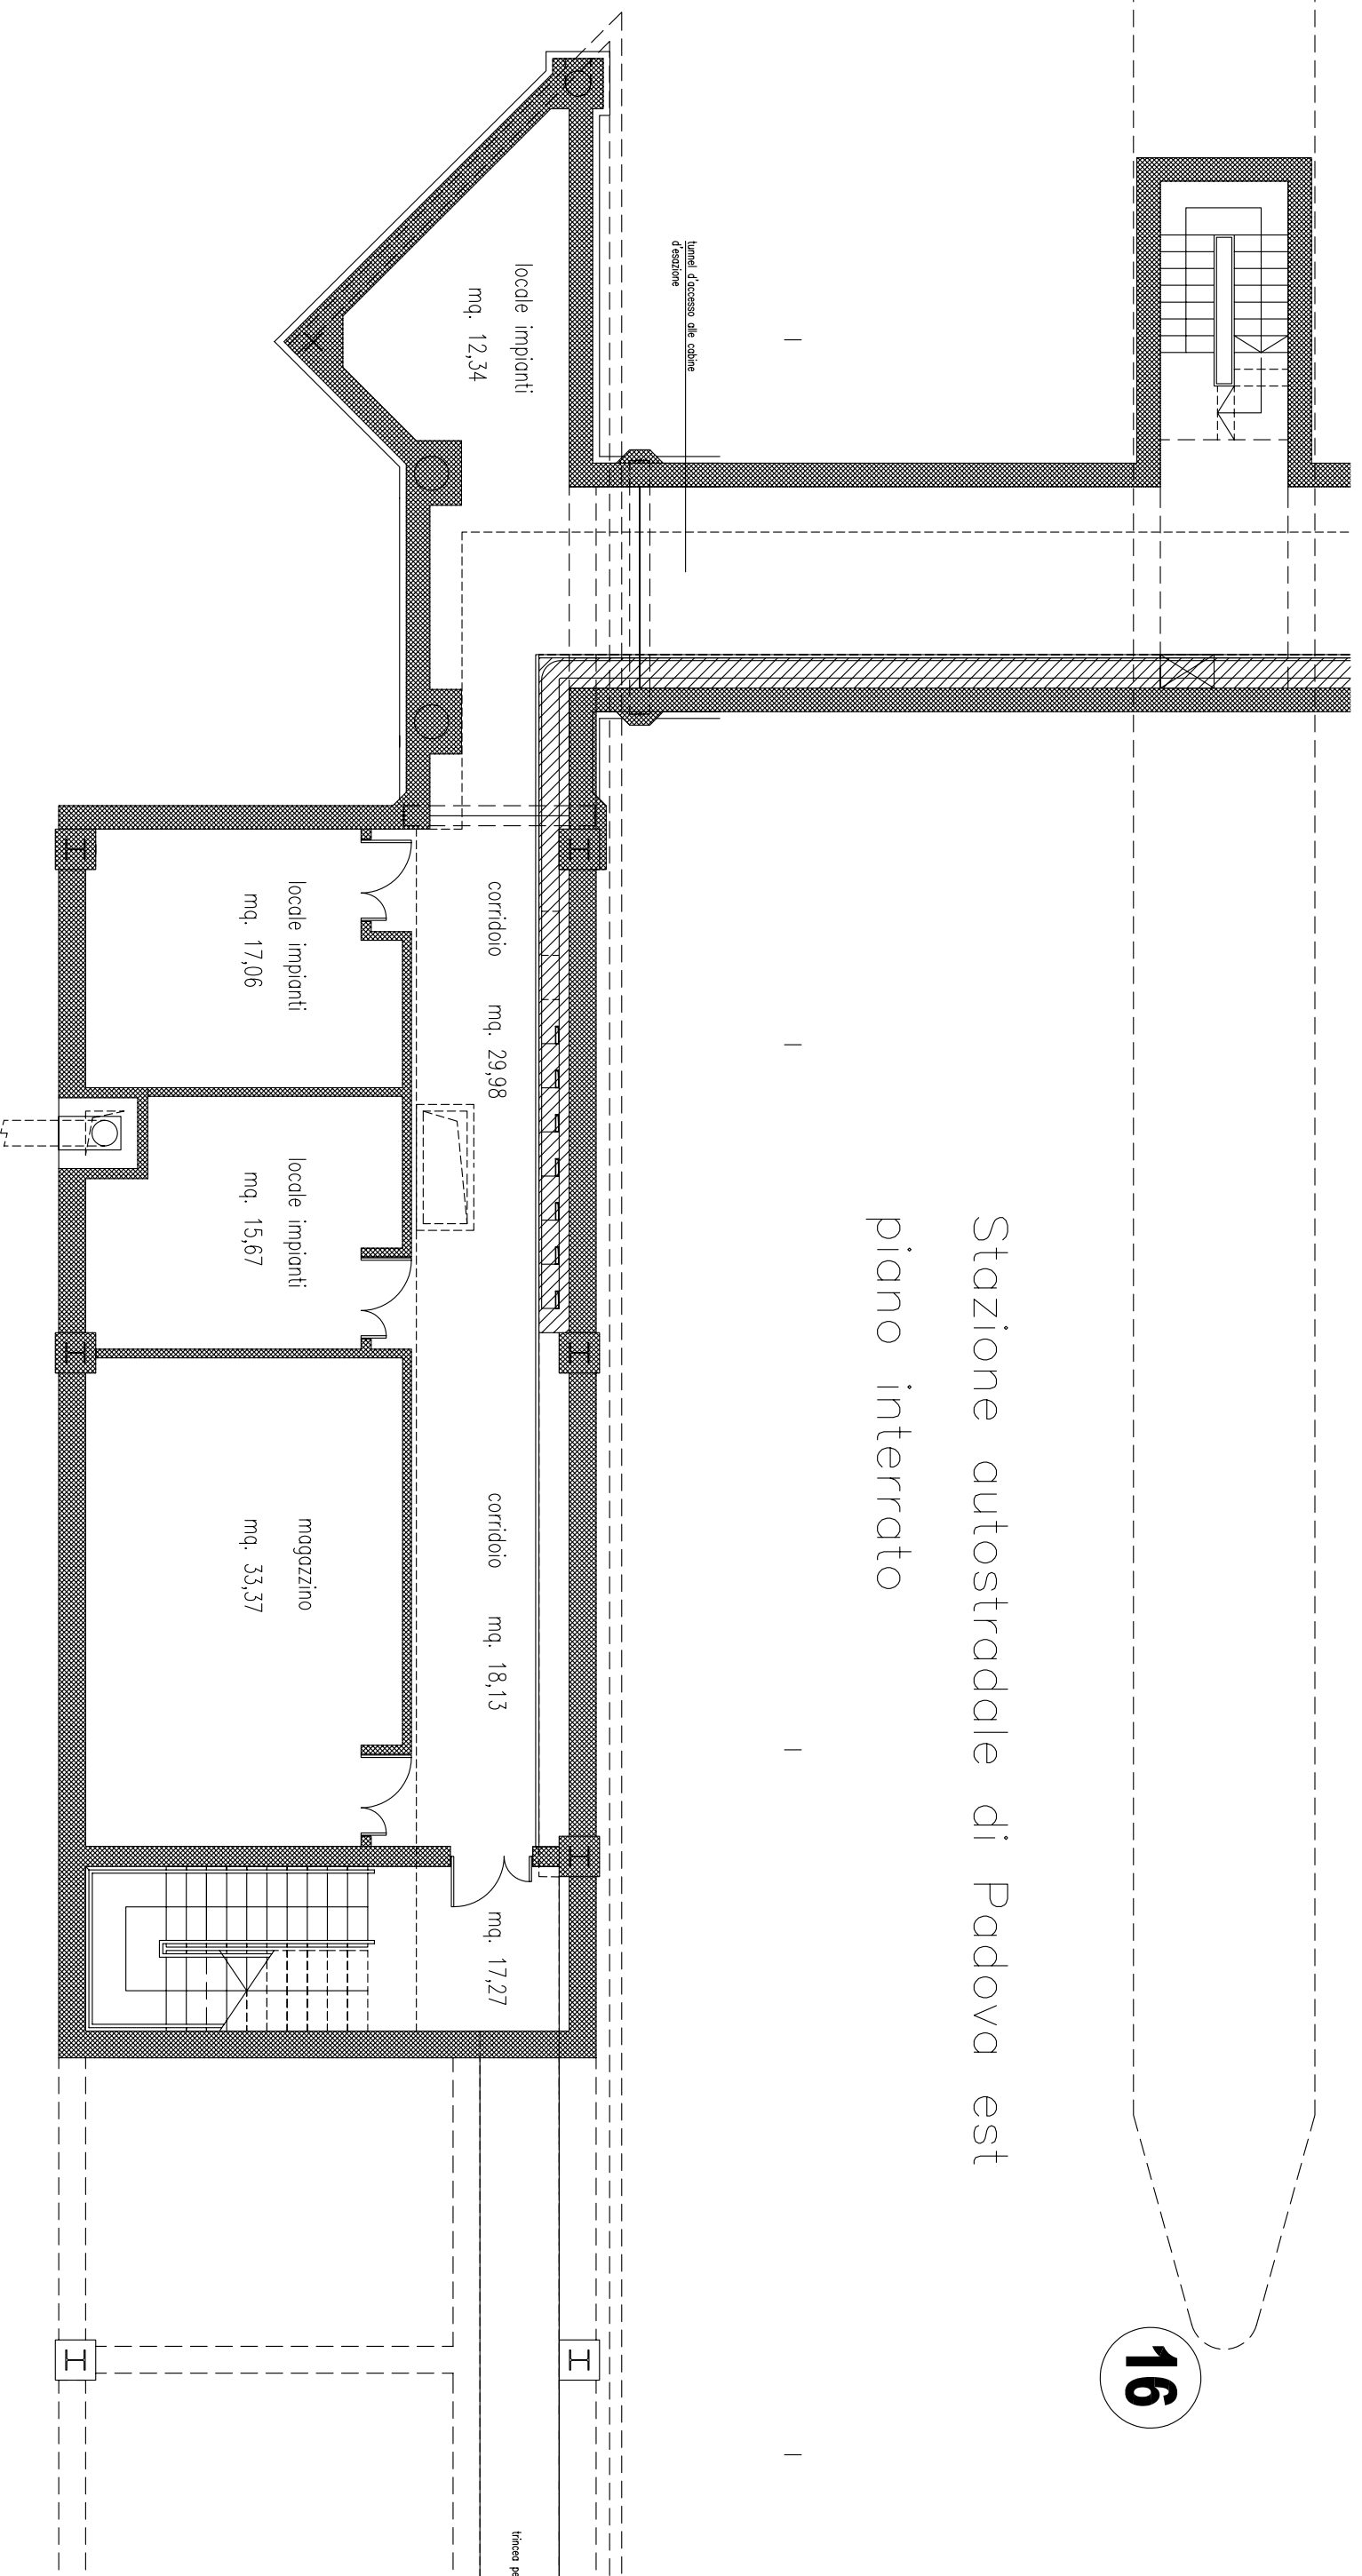 Stazione autostradale di Padova est
piano interrato
16
tunnel d'accesso alle cabine
d'esazione
locale impianti
mq. 12,34
corridoio mq. 29,98
corridoio mq. 18,13
mq. 17,27
locale impianti
mq. 17,06
locale impianti
mq. 15,67
magazzino
mq. 33,37
trincea pe